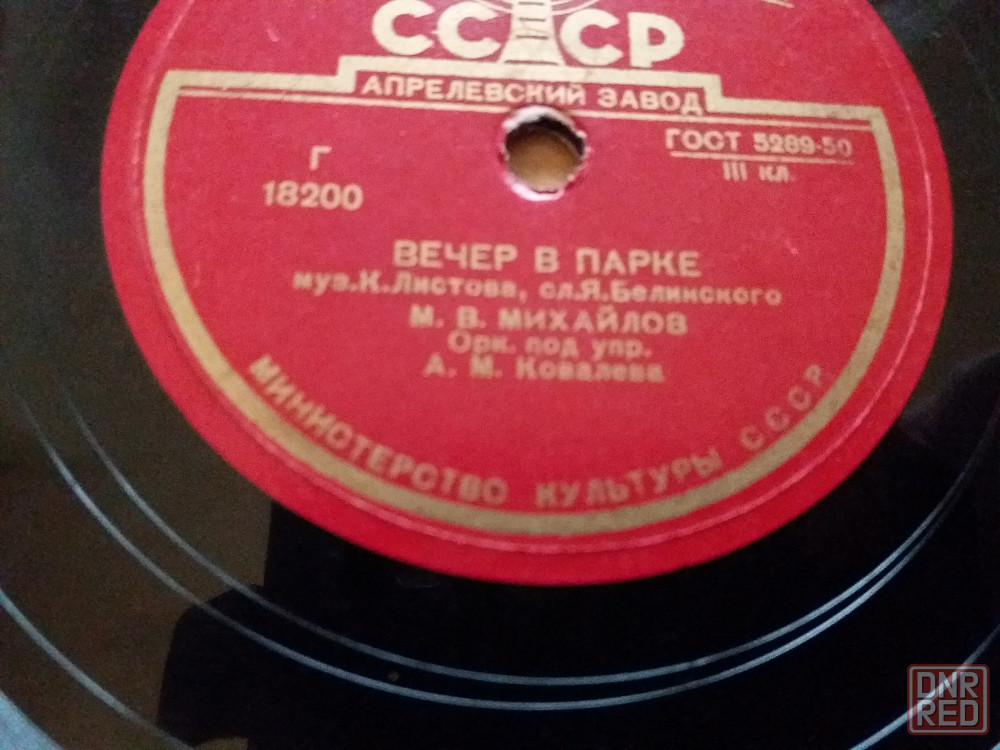 СССР
АПРЕЛЕВСКИЙ ЗАВОД
ГОСТ 5289-50
III кл.
Г
18200
ВЕЧЕР В ПАРКЕ
муз.К.Листова, сл.Я.Белинского
М. В. МИХАЙЛОВ
Орк. под упр.
А. М. Ковалева
МИНИСТЕРСТВО КУЛЬТУРЫ СССР
DNR
RED